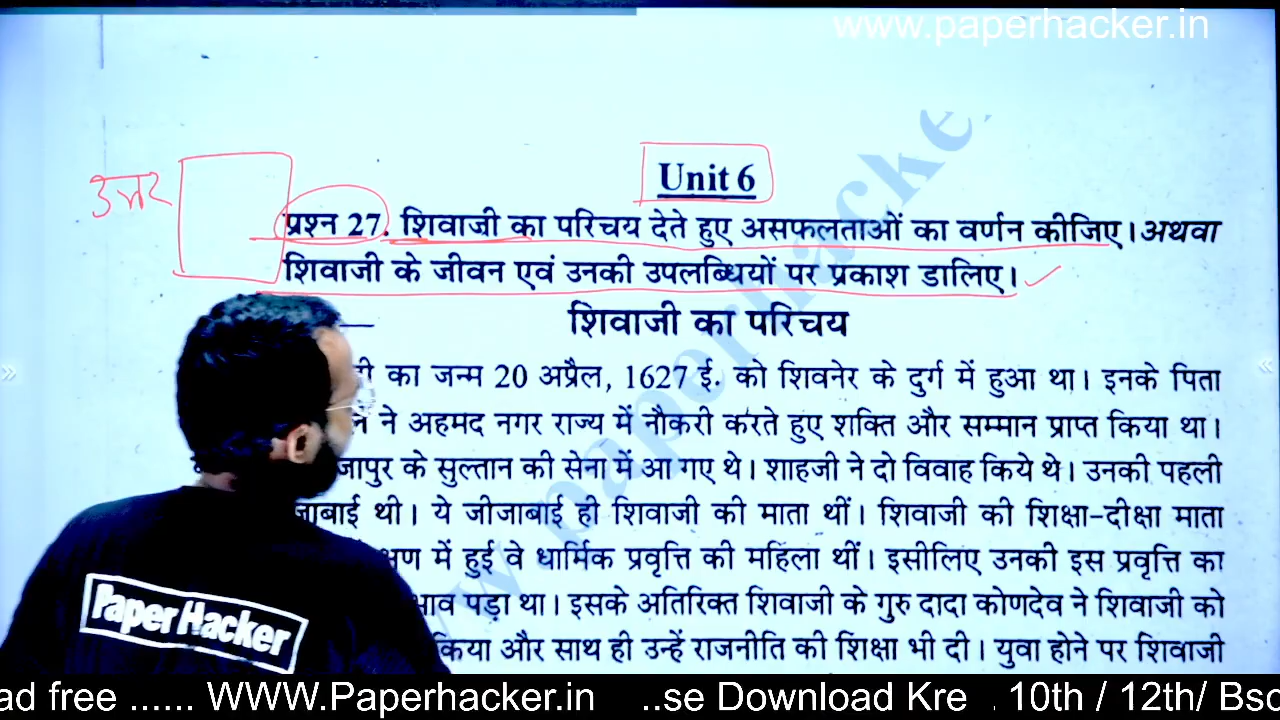 www.paperhacker.in
Unit 6
उत्तर
प्रश्न 27. शिवाजी का परिचय देते हुए असफलताओं का वर्णन कीजिए। अथवा
शिवाजी के जीवन एवं उनकी उपलब्धियों पर प्रकाश डालिए।
शिवाजी का परिचय
का जन्म 20 अप्रैल, 1627 ई. को शिवनेर के दुर्ग में हुआ था। इनके पिता
ने अहमद नगर राज्य में नौकरी करते हुए शक्ति और सम्मान प्राप्त किया था।
के सुल्तान की सेना में आ गए थे। शाहजी ने दो विवाह किये थे। उनकी पहली
थी। ये जीजाबाई ही शिवाजी की माता थीं। शिवाजी की शिक्षा-दीक्षा माता
में हुई वे धार्मिक प्रवृत्ति की महिला थीं। इसीलिए उनकी इस प्रवृत्ति का
पड़ा था। इसके अतिरिक्त शिवाजी के गुरु दादा कोणदेव ने शिवाजी को
किया और साथ ही उन्हें राजनीति की शिक्षा भी दी। युवा होने पर शिवाजी
Paper Hacker
ad free ...... WWW.Paperhacker.in ..se Download Kre . 10th / 12th/ Bsc